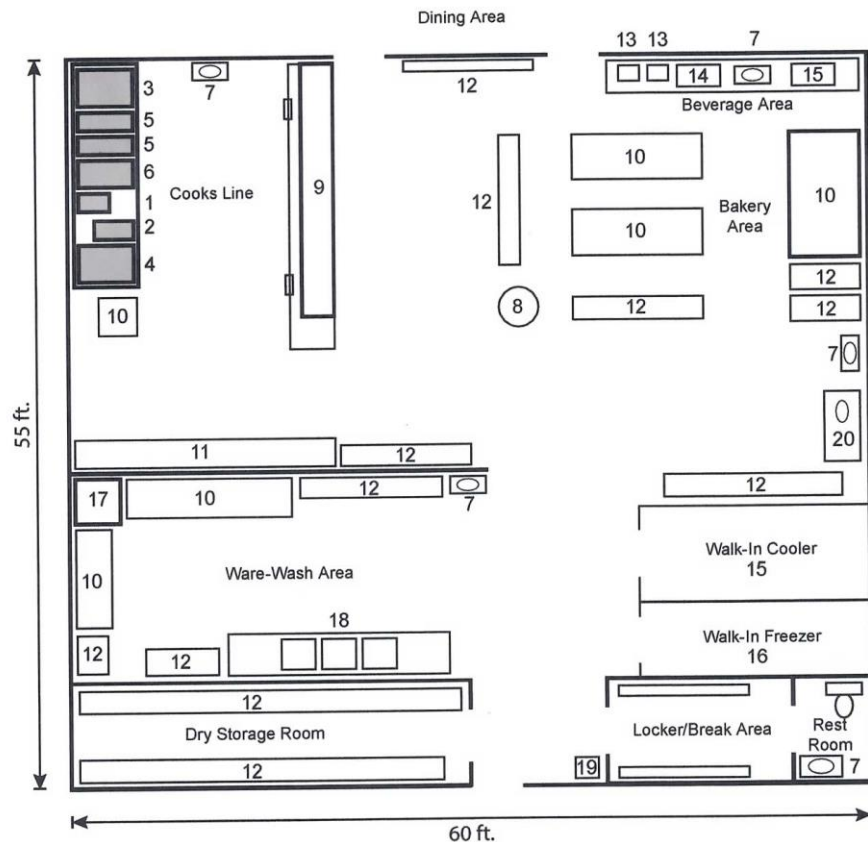 Dining Area
13 13 7
3
7
12
14
15
Beverage Area
5
5
6
1
2
4
Cooks Line
9
12
10
10
Bakery
Area
10
12
12
10
8
12
7
20
55 ft.
11
12
12
17
10
12
7
Walk-In Cooler
15
10
Ware-Wash Area
18
Walk-In Freezer
16
12
12
12
Dry Storage Room
Locker/Break Area
Rest
Room
12
19
7
60 ft.